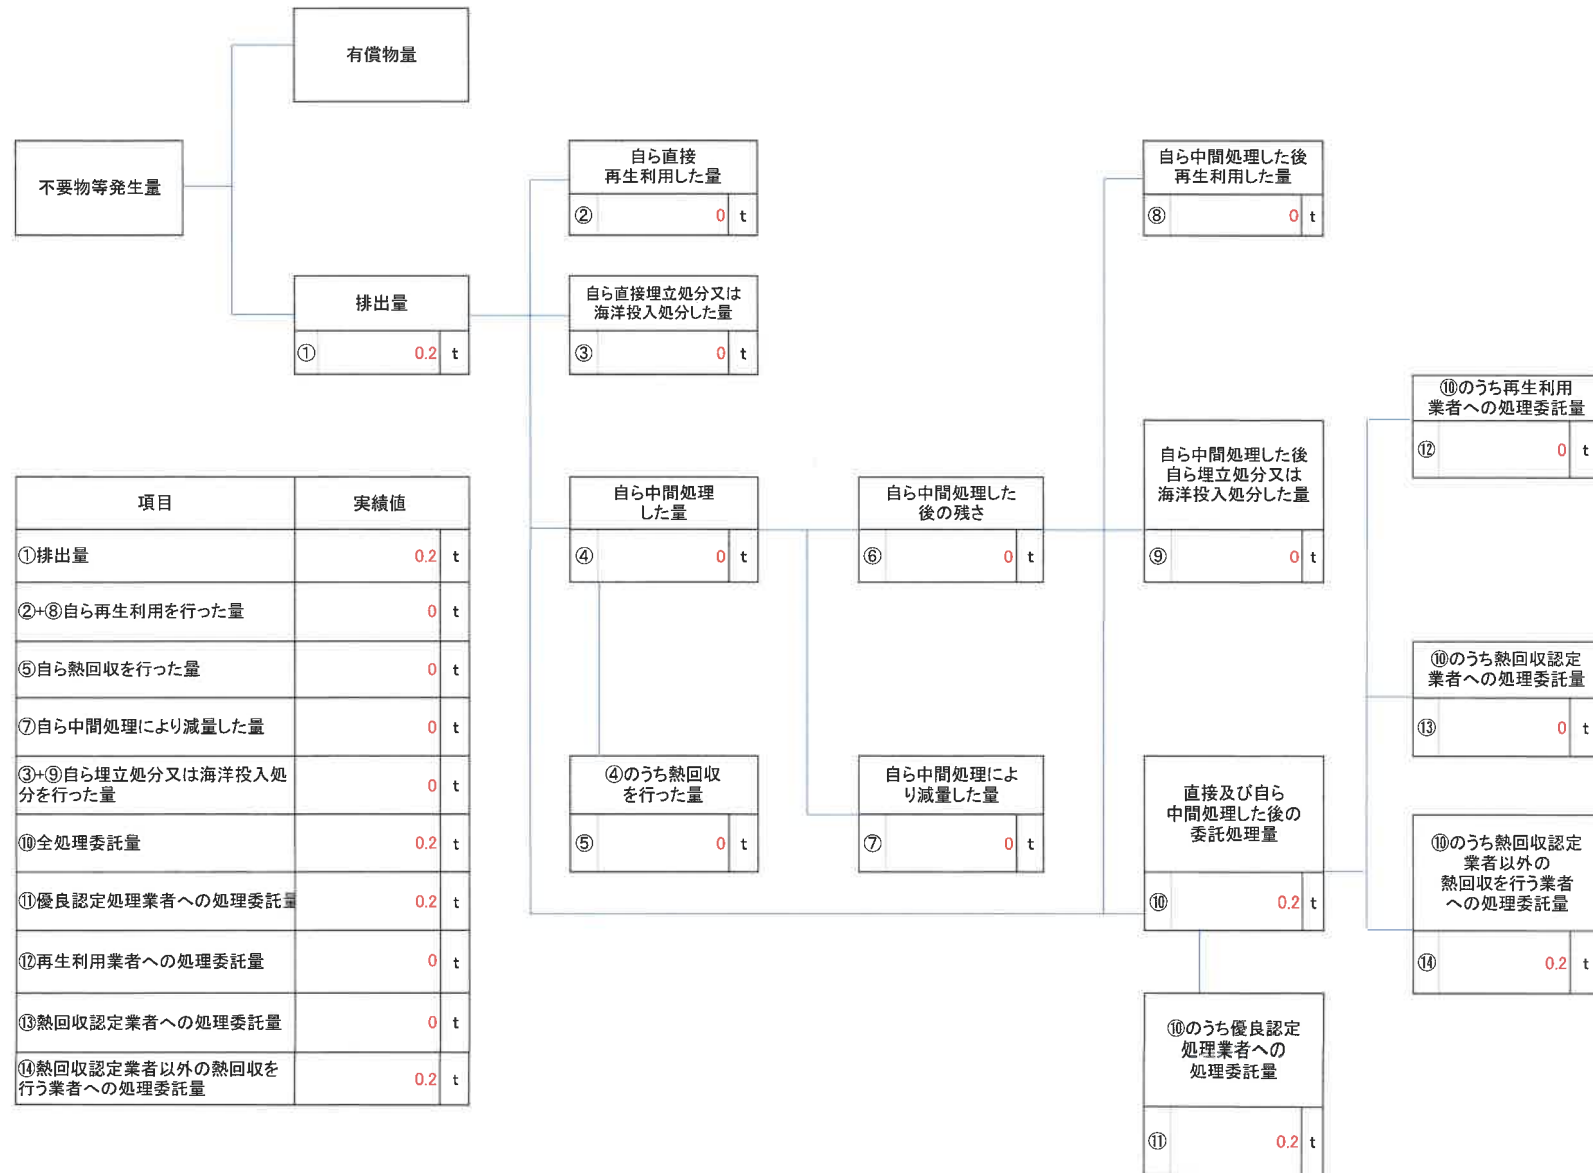 有償物量
不要物等発生量
排出量
① 0.2 t
自ら直接
再生利用した量
② 0 t
自ら直接埋立処分又は
海洋投入処分した量
③ 0 t
自ら中間処理
した量
④ 0 t
④のうち熱回収
を行った量
⑤ 0 t
自ら中間処理した
後の残さ
⑥ 0 t
自ら中間処理によ
り減量した量
⑦ 0 t
自ら中間処理した後
再生利用した量
⑧ 0 t
自ら中間処理した後
自ら埋立処分又は
海洋投入処分した量
⑨ 0 t
直接及び自ら
中間処理した後の
委託処理量
⑩ 0.2 t
⑩のうち優良認定
処理業者への
処理委託量
⑪ 0.2 t
⑩のうち再生利用
業者への処理委託量
⑫ 0 t
⑩のうち熱回収認定
業者への処理委託量
⑬ 0 t
⑩のうち熱回収認定
業者以外の
熱回収を行う業者
への処理委託量
⑭ 0.2 t
項目 実績値
①排出量 0.2 t
②+⑧自ら再生利用を行った量 0 t
⑤自ら熱回収を行った量 0 t
⑦自ら中間処理により減量した量 0 t
③+⑨自ら埋立処分又は海洋投入処
分を行った量 0 t
⑩全処理委託量 0.2 t
⑪優良認定処理業者への処理委託量 0.2 t
⑫再生利用業者への処理委託量 0 t
⑬熱回収認定業者への処理委託量 0 t
⑭熱回収認定業者以外の熱回収を
行う業者への処理委託量 0.2 t